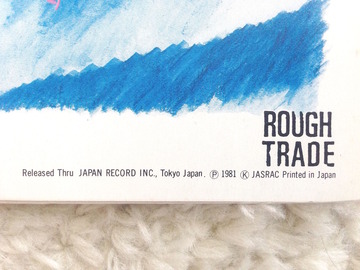 ROUGH
TRADE
Released Thru JAPAN RECORD INC., Tokyo Japan. Ⓟ 1981 Ⓚ JASRAC Printed in Japan